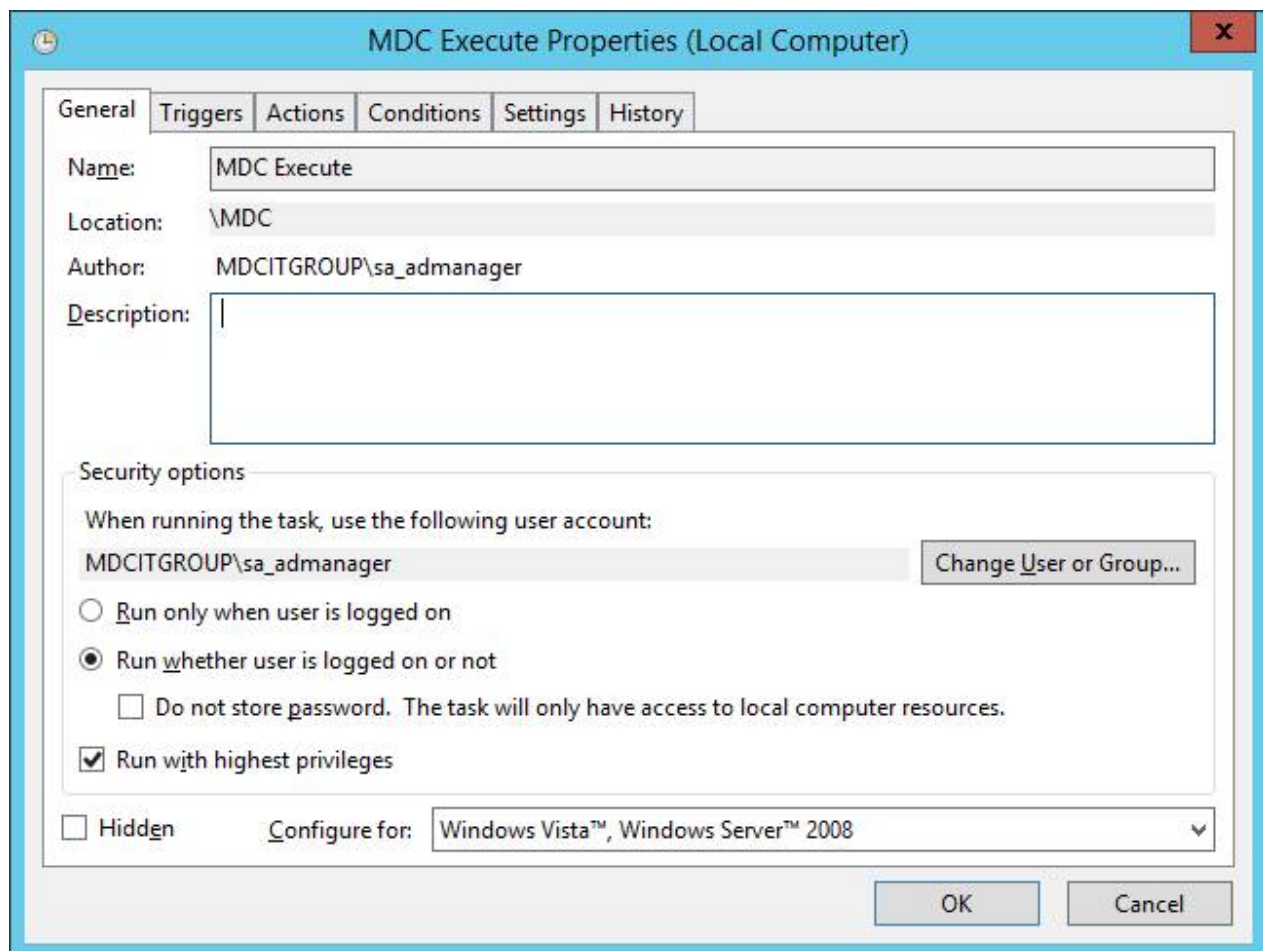 MDC Execute Properties (Local Computer)
x
General Triggers Actions Conditions Settings History
Name: MDC Execute
Location: \MDC
Author: MDCITGROUP\sa_admanager
Description:
Security options
When running the task, use the following user account:
MDCITGROUP\sa_admanager Change User or Group...
Run only when user is logged on
Run whether user is logged on or not
Do not store password. The task will only have access to local computer resources.
Run with highest privileges
Hidden Configure for: Windows Vista™, Windows Server™ 2008
OK Cancel